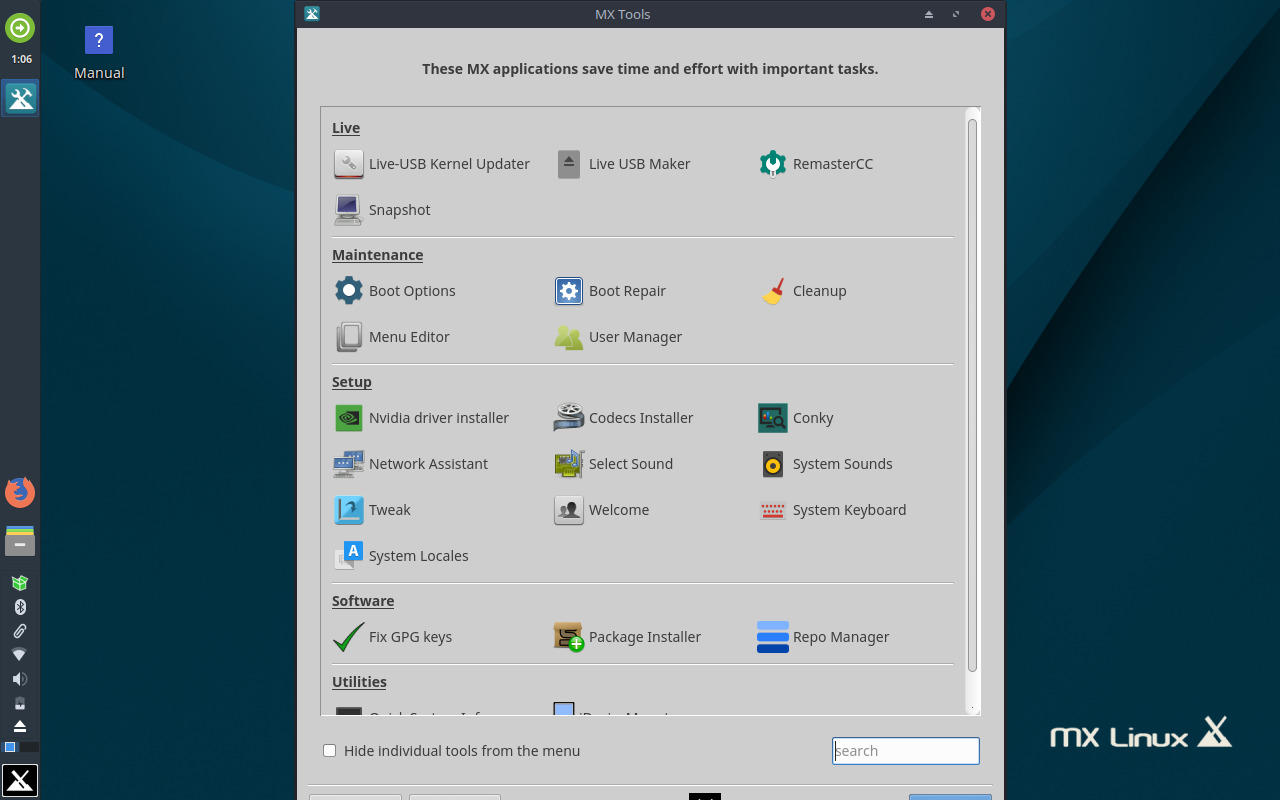 MX Tools
1:06
?
Manual
These MX applications save time and effort with important tasks.
Live
Live-USB Kernel Updater Live USB Maker RemasterCC
Snapshot
Maintenance
Boot Options Boot Repair Cleanup
Menu Editor User Manager
Setup
Nvidia driver installer Codecs Installer Conky
Network Assistant Select Sound System Sounds
Tweak Welcome System Keyboard
A
System Locales
Software
Fix GPG keys Package Installer Repo Manager
Utilities
Hide individual tools from the menu search
MX Linux